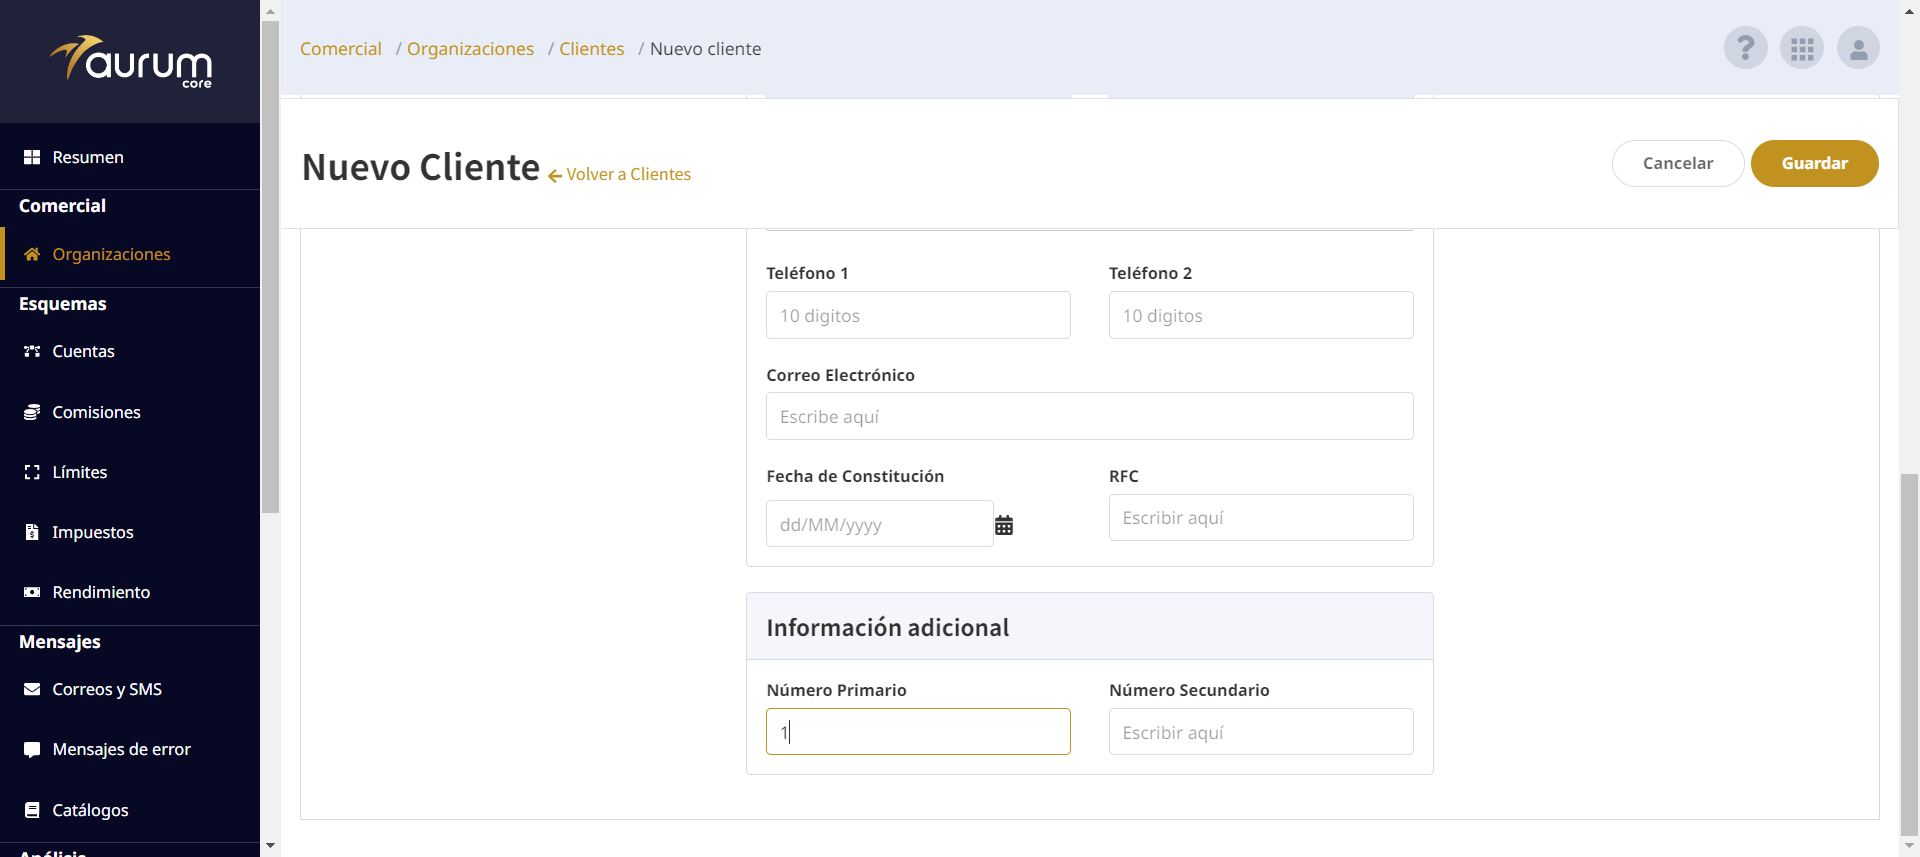 aurum
core
Comercial / Organizaciones / Clientes / Nuevo cliente
Nuevo Cliente Volver a Clientes
Cancelar Guardar
Resumen
Comercial
Organizaciones
Esquemas
Cuentas
Comisiones
Límites
Impuestos
Rendimiento
Mensajes
Correos y SMS
Mensajes de error
Catálogos
Análisis
Teléfono 1 Teléfono 2
10 digitos 10 digitos
Correo Electrónico
Escribe aquí
Fecha de Constitución RFC
dd/MM/yyyy Escribir aquí
Información adicional
Número Primario Número Secundario
1 Escribir aquí